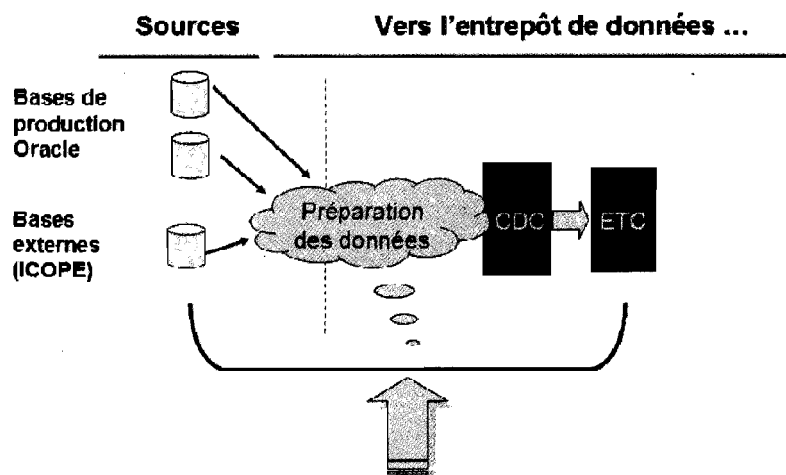 Sources
Vers l'entrepôt de données ...
Bases de
production
Oracle
Bases
externes
(ICOPE)
Préparation
des données
CDC
ETC